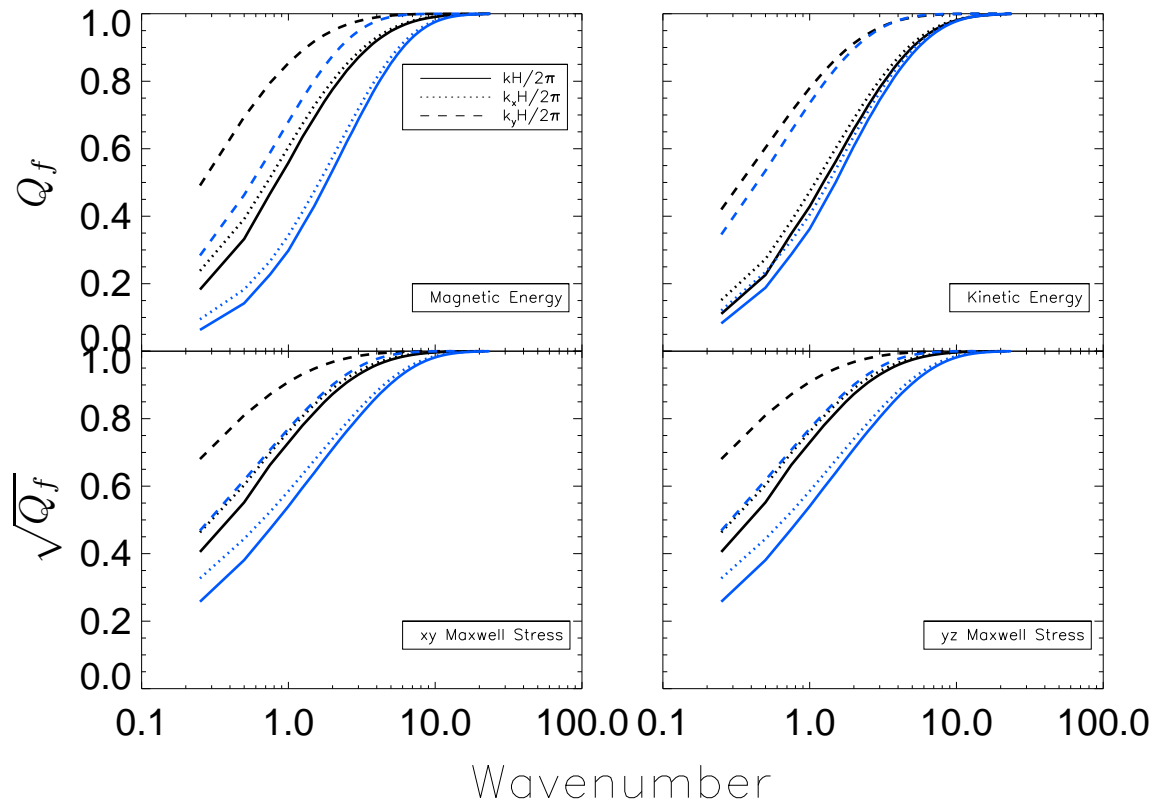 1.0
0.8
0.6
0.4
0.2
0.0
Q_f
kH/2π
k_xH/2π
k_yH/2π
Magnetic Energy
Kinetic Energy
1.0
0.8
0.6
0.4
0.2
0.0
√Q_f
xy Maxwell Stress
yz Maxwell Stress
0.1 1.0 10.0 100.0
0.1 1.0 10.0 100.0
Wavenumber